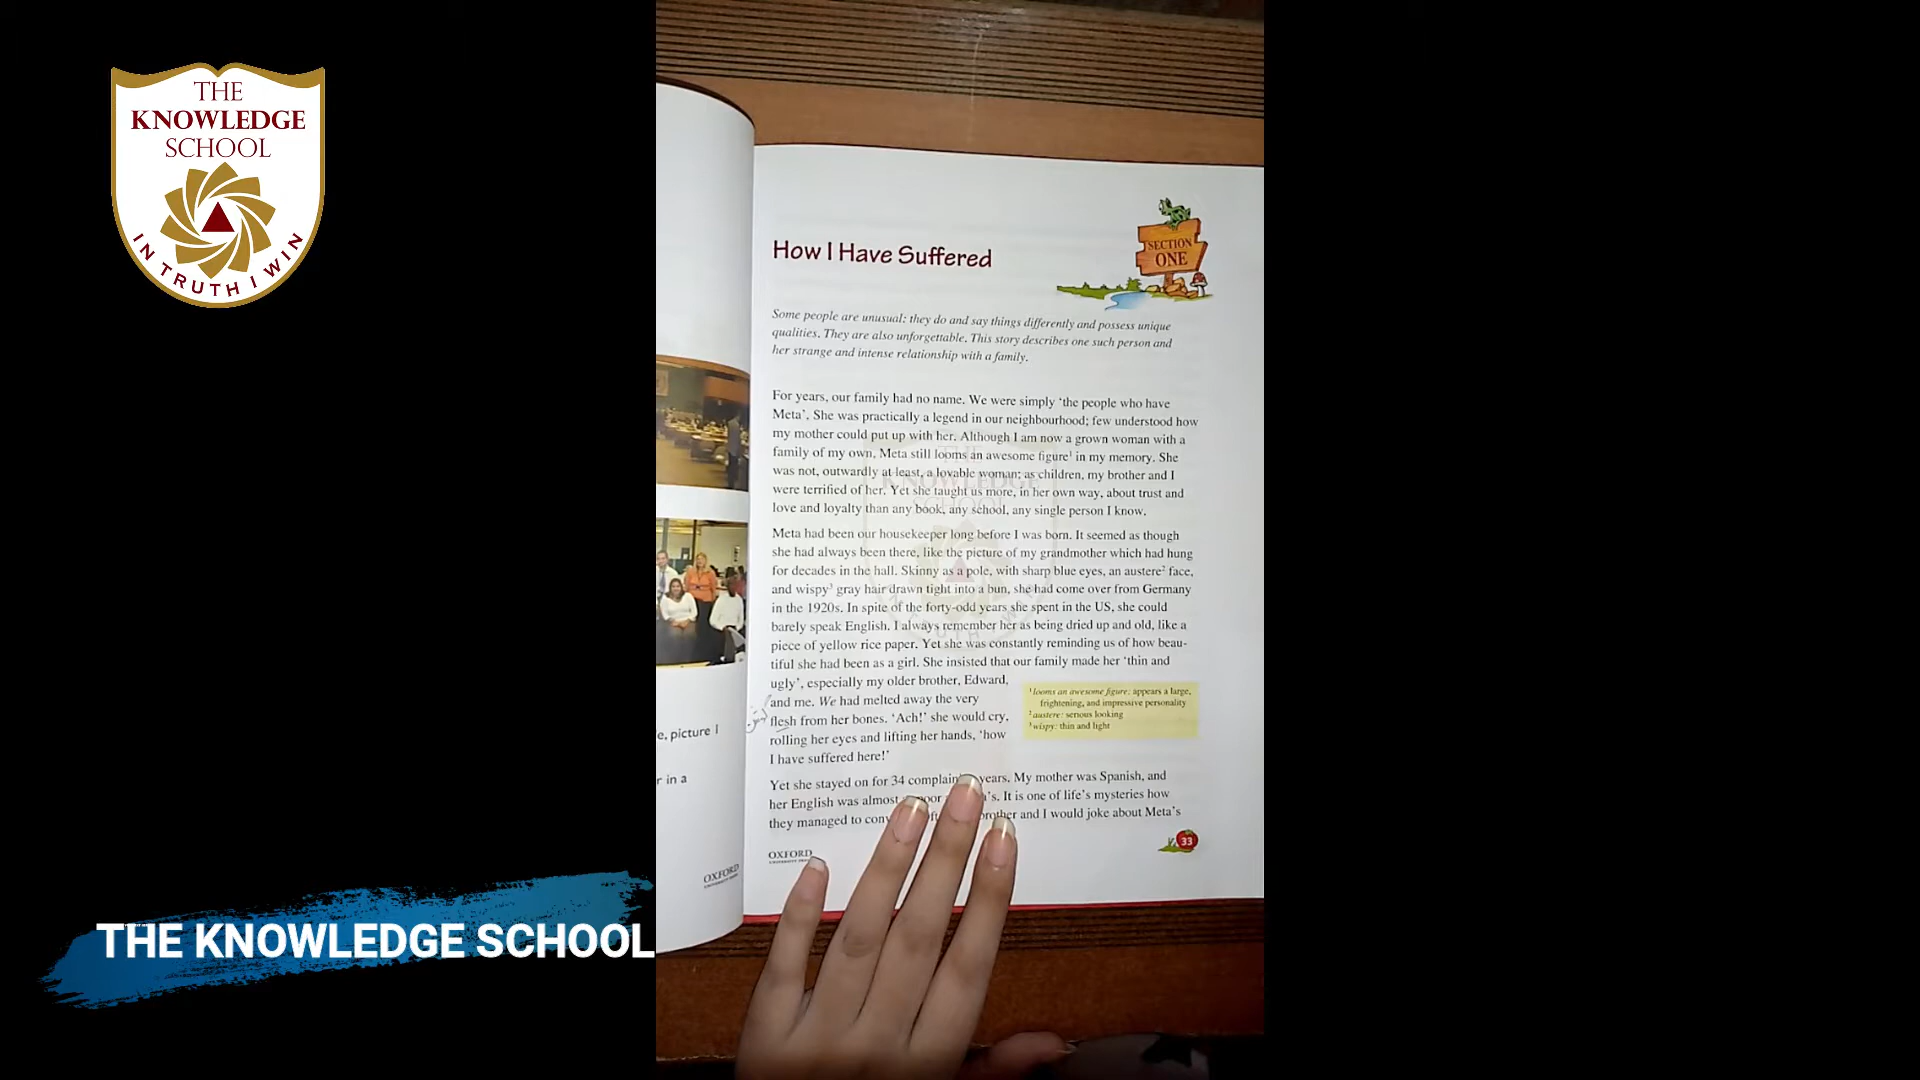 THE
KNOWLEDGE
SCHOOL
IN TRUTH I WIN
THE KNOWLEDGE SCHOOL
e, picture I
r in a
OXFORD
How I Have Suffered
SECTION
ONE
Some people are unusual: they do and say things differently and possess unique
qualities. They are also unforgettable. This story describes one such person and
her strange and intense relationship with a family.
For years, our family had no name. We were simply ‘the people who have
Meta’. She was practically a legend in our neighbourhood; few understood how
my mother could put up with her. Although I am now a grown woman with a
family of my own, Meta still looms an awesome figure¹ in my memory. She
was not, outwardly at least, a lovable woman; as children, my brother and I
were terrified of her. Yet she taught us more, in her own way, about trust and
love and loyalty than any book, any school, any single person I know.
Meta had been our housekeeper long before I was born. It seemed as though
she had always been there, like the picture of my grandmother which had hung
for decades in the hall. Skinny as a pole, with sharp blue eyes, an austere² face,
and wispy³ gray hair drawn tight into a bun, she had come over from Germany
in the 1920s. In spite of the forty-odd years she spent in the US, she could
barely speak English. I always remember her as being dried up and old, like a
piece of yellow rice paper. Yet she was constantly reminding us of how beau-
tiful she had been as a girl. She insisted that our family made her ‘thin and
ugly’, especially my older brother, Edward,
and me. We had melted away the very
flesh from her bones. ‘Ach!’ she would cry,
rolling her eyes and lifting her hands, ‘how
I have suffered here!’
¹ looms an awesome figure: appears a large,
frightening, and impressive personality
² austere: serious looking
³ wispy: thin and light
Yet she stayed on for 34 complain years. My mother was Spanish, and
her English was almost poor ’s. It is one of life’s mysteries how
they managed to con brother and I would joke about Meta’s
OXFORD
UNIVERSITY PRESS
33